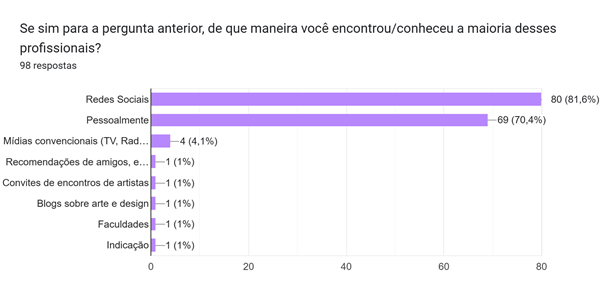 Se sim para a pergunta anterior, de que maneira você encontrou/conheceu a maioria desses
profissionais?
98 respostas
Redes Sociais 80 (81,6%)
Pessoalmente 69 (70,4%)
Mídias convencionais (TV, Rad… 4 (4,1%)
Recomendações de amigos, e… 1 (1%)
Convites de encontros de artistas 1 (1%)
Blogs sobre arte e design 1 (1%)
Faculdades 1 (1%)
Indicação 1 (1%)
0 20 40 60 80